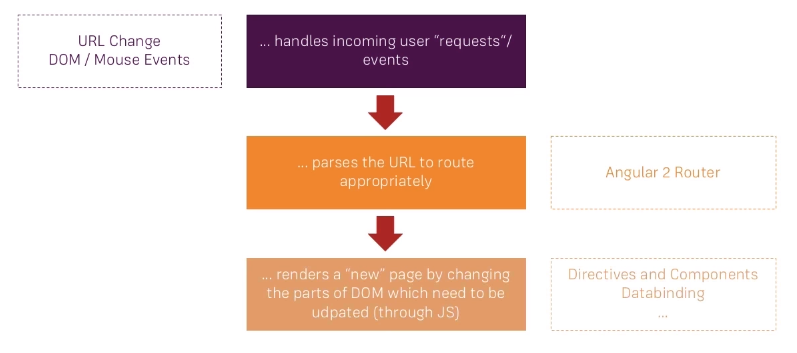 URL Change
DOM / Mouse Events
... handles incoming user "requests"/
events
... parses the URL to route
appropriately
Angular 2 Router
... renders a "new" page by changing
the parts of DOM which need to be
udpated (through JS)
Directives and Components
Databinding
...